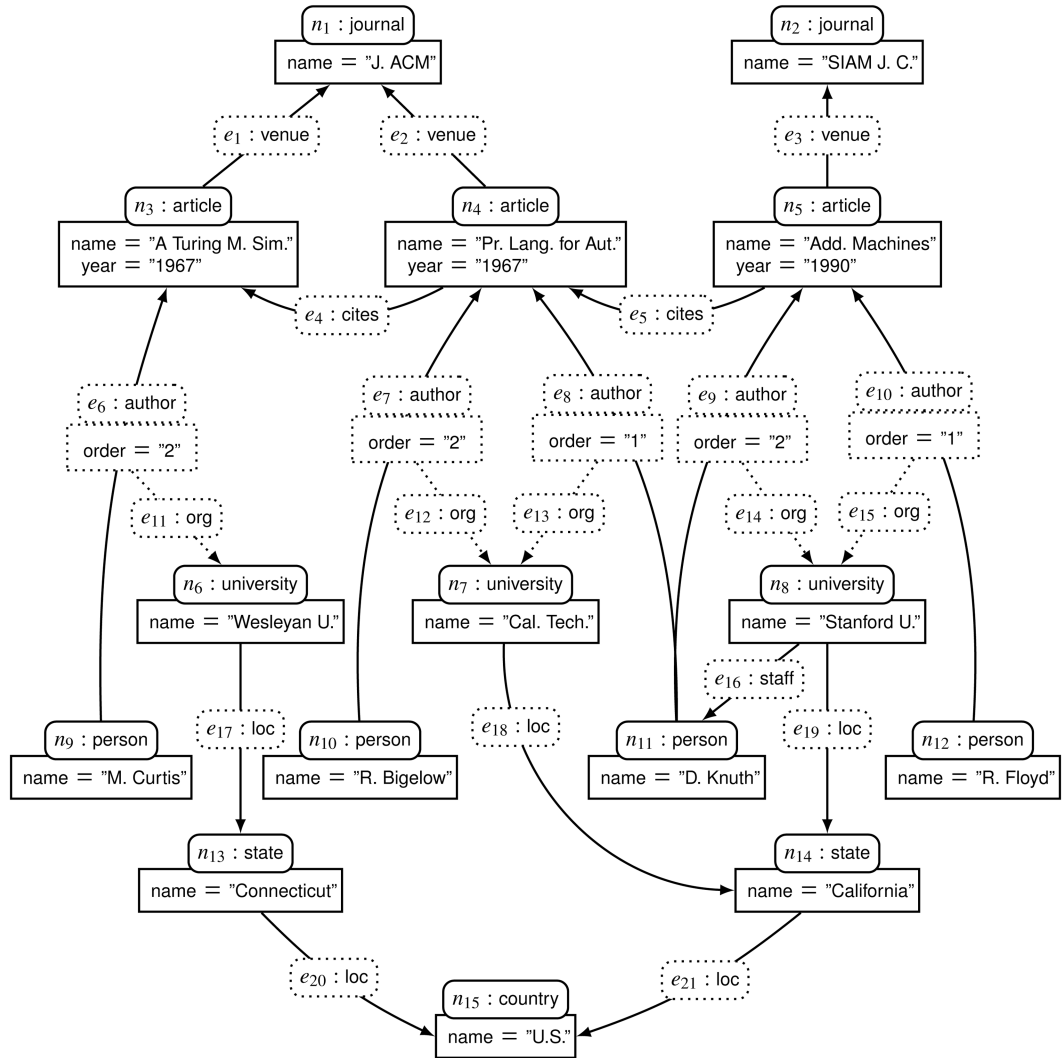 n1 : journal
name = ”J. ACM”
n2 : journal
name = ”SIAM J. C.”
e1 : venue
e2 : venue
e3 : venue
n3 : article
name = ”A Turing M. Sim.”
year = ”1967”
n4 : article
name = ”Pr. Lang. for Aut.”
year = ”1967”
n5 : article
name = ”Add. Machines”
year = ”1990”
e4 : cites
e5 : cites
e6 : author
order = ”2”
e7 : author
order = ”2”
e8 : author
order = ”1”
e9 : author
order = ”2”
e10 : author
order = ”1”
e11 : org
e12 : org
e13 : org
e14 : org
e15 : org
n6 : university
name = ”Wesleyan U.”
n7 : university
name = ”Cal. Tech.”
n8 : university
name = ”Stanford U.”
e16 : staff
e17 : loc
e18 : loc
e19 : loc
n9 : person
name = ”M. Curtis”
n10 : person
name = ”R. Bigelow”
n11 : person
name = ”D. Knuth”
n12 : person
name = ”R. Floyd”
n13 : state
name = ”Connecticut”
n14 : state
name = ”California”
e20 : loc
e21 : loc
n15 : country
name = ”U.S.”